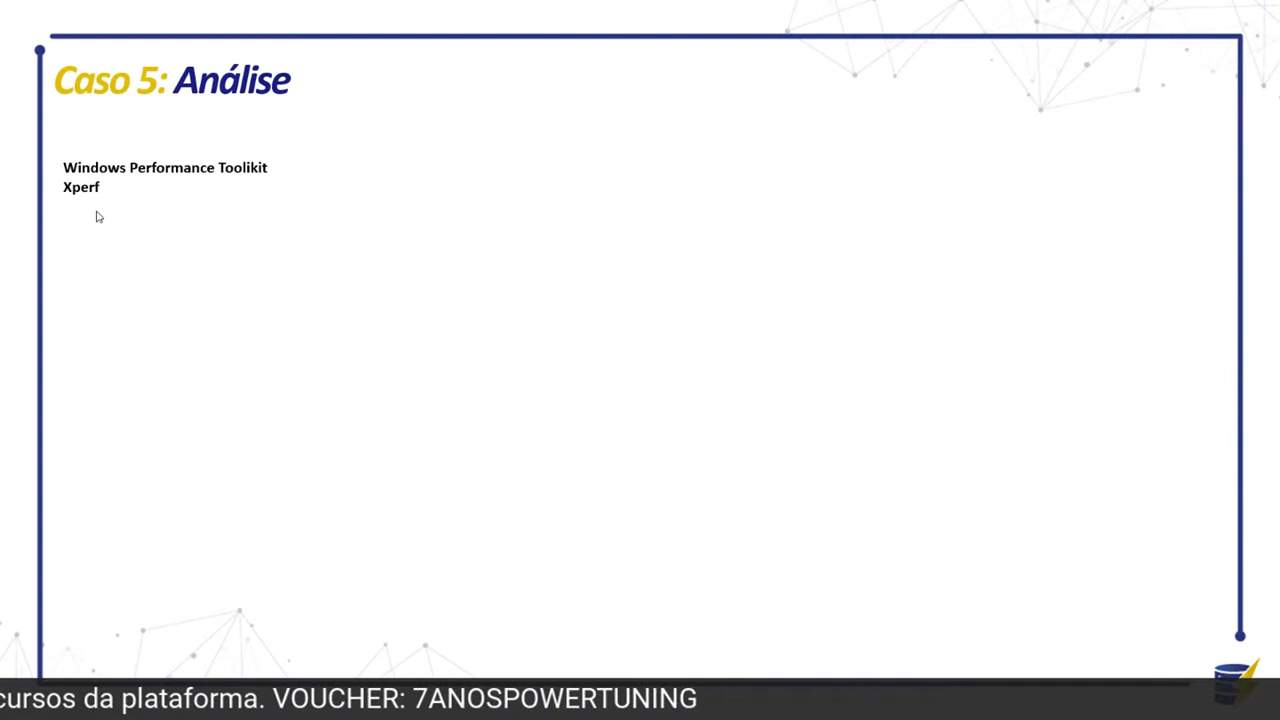 Caso 5: Análise
Windows Performance Toolikit
Xperf
cursos da plataforma. VOUCHER: 7ANOSPOWERTUNING